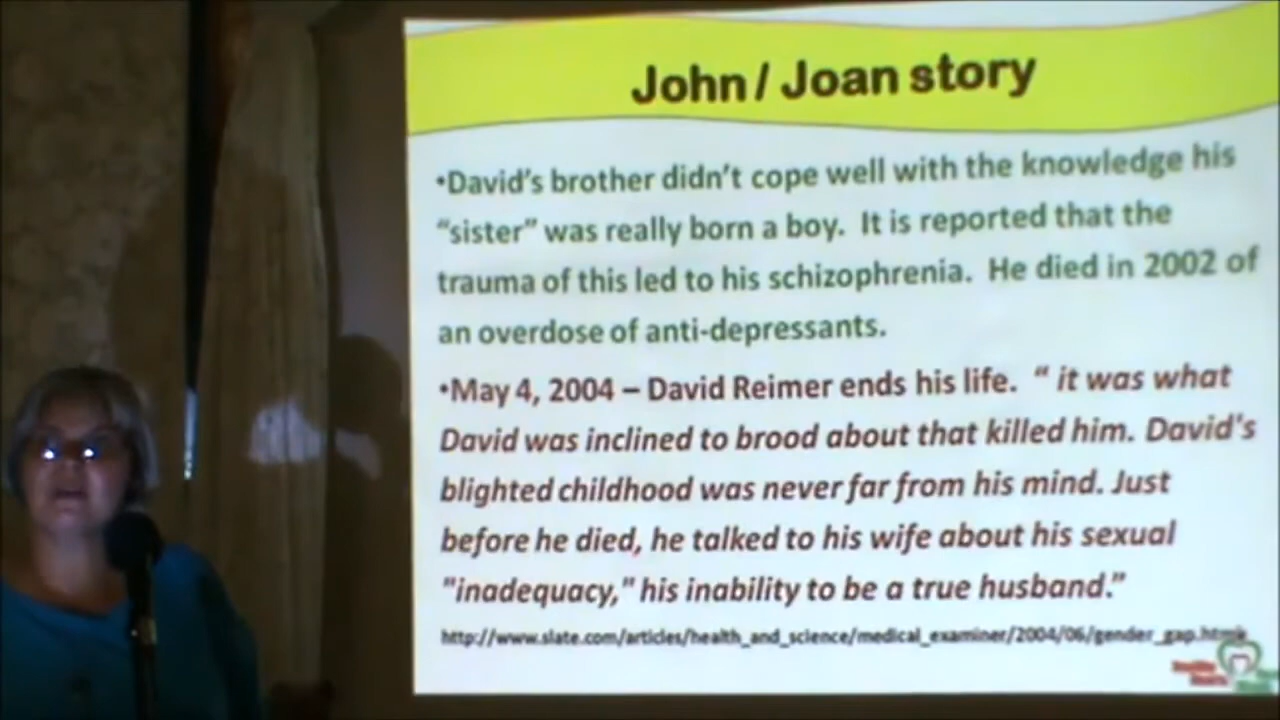 John / Joan story
•David's brother didn't cope well with the knowledge his
"sister" was really born a boy. It is reported that the
trauma of this led to his schizophrenia. He died in 2002 of
an overdose of anti-depressants.
•May 4, 2004 – David Reimer ends his life. " it was what
David was inclined to brood about that killed him. David's
blighted childhood was never far from his mind. Just
before he died, he talked to his wife about his sexual
"inadequacy," his inability to be a true husband."
http://www.slate.com/articles/health_and_science/medical_examiner/2004/06/gender_gap.html